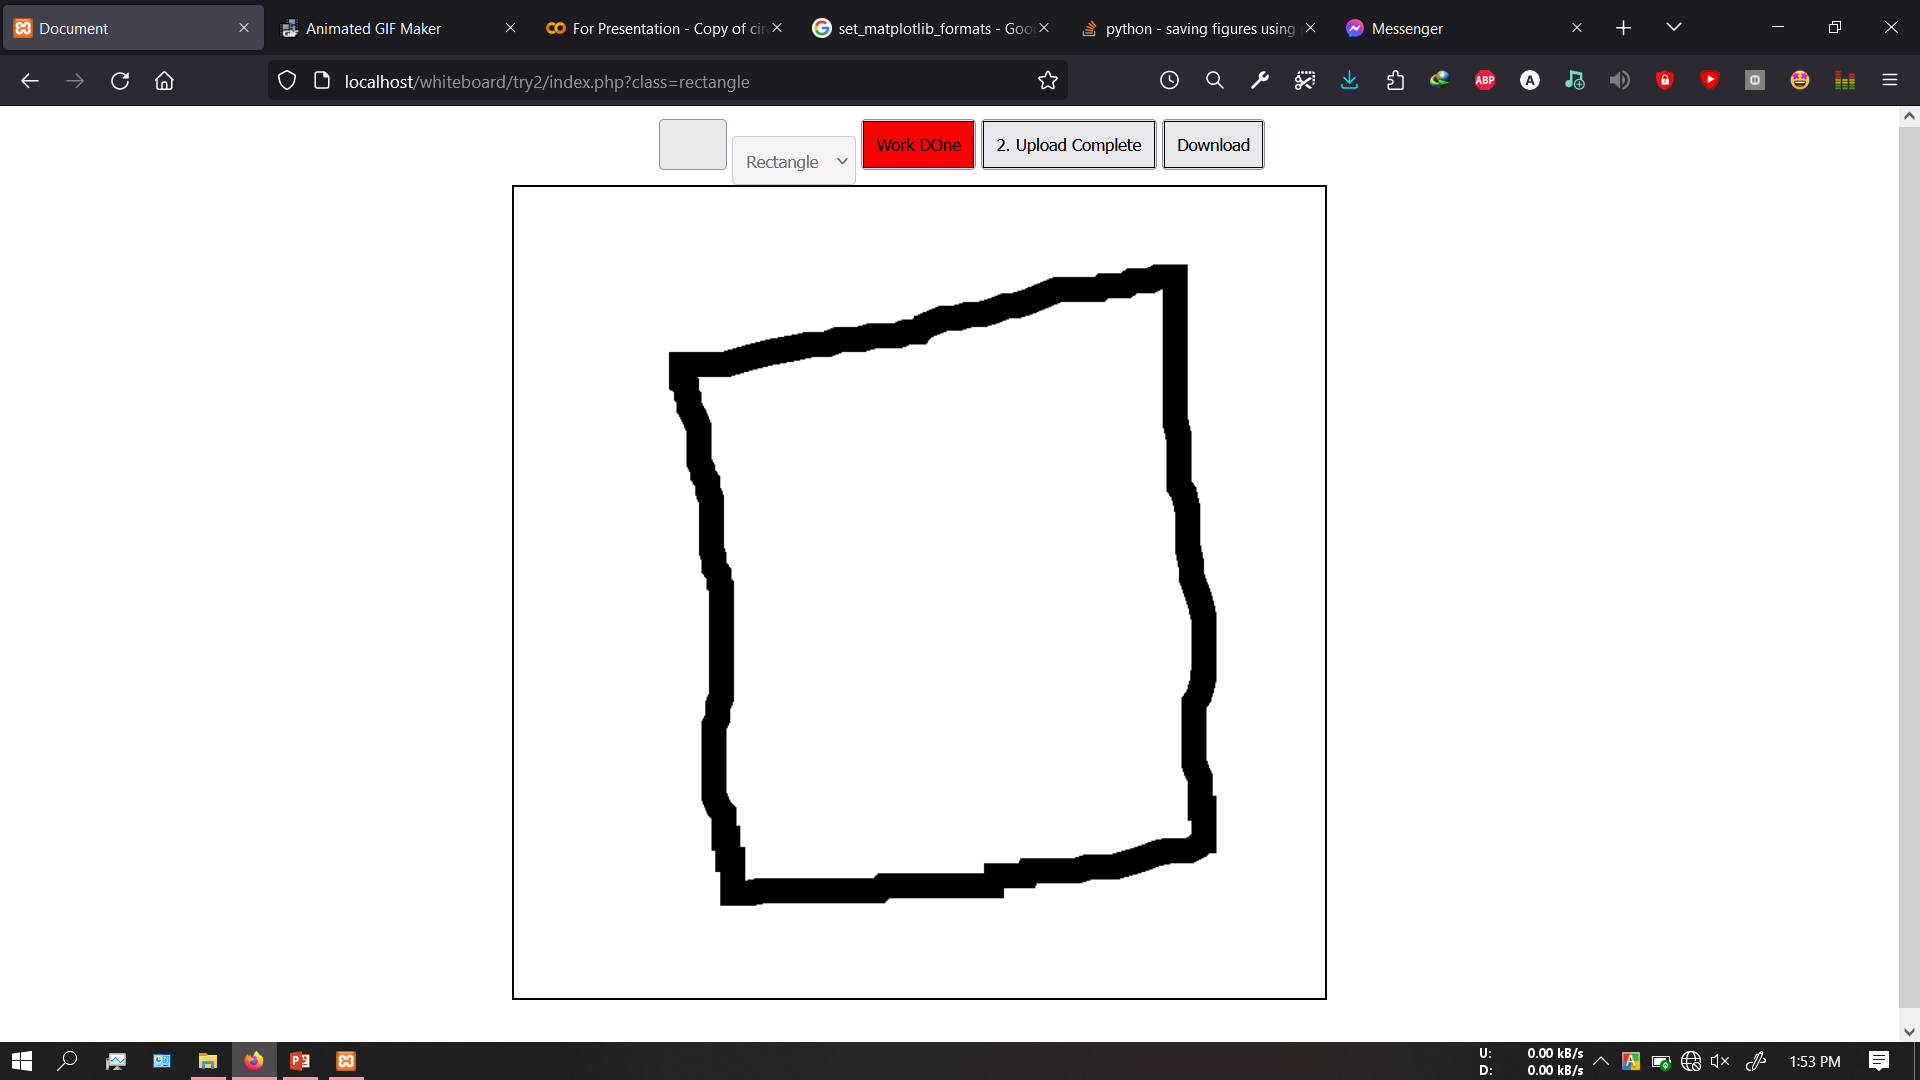 Document
Animated GIF Maker
For Presentation - Copy of cir
set_matplotlib_formats - Goo
python - saving figures using
Messenger
localhost/whiteboard/try2/index.php?class=rectangle
ABP
A
Rectangle
Work DOne
2. Upload Complete
Download
U: 0.00 kB/s
D: 0.00 kB/s
A
1:53 PM